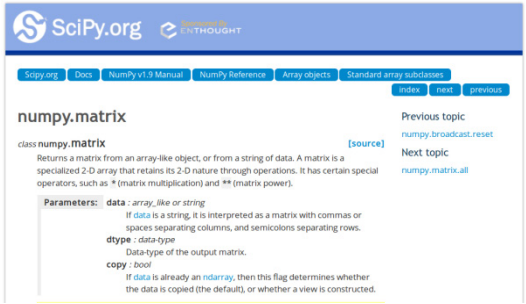 SciPy.org
Sponsored By
ENTHOUGHT
Scipy.org Docs NumPy v1.9 Manual NumPy Reference Array objects Standard array subclasses
index next previous
numpy.matrix
class numpy.matrix [source]
Returns a matrix from an array-like object, or from a string of data. A matrix is a
specialized 2-D array that retains its 2-D nature through operations. It has certain special
operators, such as * (matrix multiplication) and ** (matrix power).
Parameters: data : array_like or string
If data is a string, it is interpreted as a matrix with commas or
spaces separating columns, and semicolons separating rows.
dtype : data-type
Data-type of the output matrix.
copy : bool
If data is already an ndarray, then this flag determines whether
the data is copied (the default), or whether a view is constructed.
Previous topic
numpy.broadcast.reset
Next topic
numpy.matrix.all